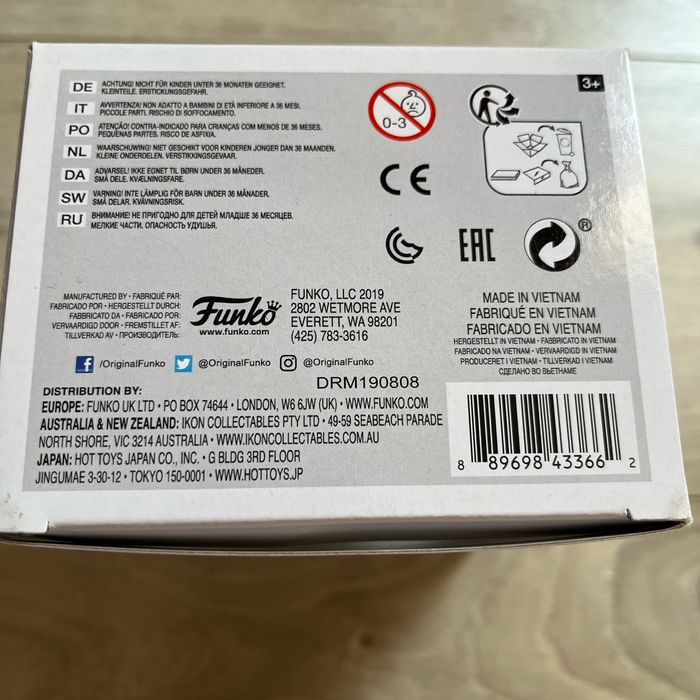 DE ACHTUNG! NICHT FÜR KINDER UNTER 36 MONATEN GEEIGNET.
KLEINTEILE. ERSTICKUNGSGEFAHR.
IT AVVERTENZA! NON ADATTO A BAMBINI DI ETÀ INFERIORE A 36 MESI.
PICCOLE PARTI. RISCHIO DI SOFFOCAMENTO.
PO ATENÇÃO! CONTRA-INDICADO PARA CRIANÇAS COM MENOS DE 36 MESES.
PEQUENAS PARTES. RISCO DE ASFIXIA.
NL WAARSCHUWING! NIET GESCHIKT VOOR KINDEREN JONGER DAN 36 MAANDEN.
KLEINE ONDERDELEN. VERSTIKKINGSGEVAAR.
DA ADVARSEL! IKKE EGNET TIL BØRN UNDER 36 MÅNEDER.
SMÅ DELE. KVÆLNINGSFARE.
SW VARNING! INTE LÄMPLIG FÖR BARN UNDER 36 MÅNADER.
SMÅ DELAR. KVÄVNINGSRISK.
RU ВНИМАНИЕ! НЕ ПРИГОДНО ДЛЯ ДЕТЕЙ МЛАДШЕ 36 МЕСЯЦЕВ.
МЕЛКИЕ ЧАСТИ. ОПАСНОСТЬ УДУШЬЯ.
0-3
3+
CE
EAC
®
MANUFACTURED BY • FABRIQUÉ PAR:
FABRICADO POR • HERGESTELLT DURCH:
FABBRICATO DA • FABRICADO POR:
VERVAARDIGD DOOR • FREMSTILLET AF:
TILLVERKAD AV • ПРОИЗВОДИТЕЛЬ:
Funko
www.funko.com
FUNKO, LLC 2019
2802 WETMORE AVE
EVERETT, WA 98201
(425) 783-3616
MADE IN VIETNAM
FABRIQUÉ EN VIETNAM
FABRICADO EN VIETNAM
HERGESTELLT IN VIETNAM • FABBRICATO IN VIETNAM
FABRICADO NA VIETNAM • VERVAARDIGD IN VIETNAM
PRODUCERET I VIETNAM • TILLVERKAD I VIETNAM
СДЕЛАНО ВО ВЬЕТНАМЕ
/OriginalFunko @OriginalFunko @OriginalFunko
DRM190808
DISTRIBUTION BY:
EUROPE: FUNKO UK LTD • PO BOX 74644 • LONDON, W6 6JW (UK) • WWW.FUNKO.COM
AUSTRALIA & NEW ZEALAND: IKON COLLECTABLES PTY LTD • 49-59 SEABEACH PARADE
NORTH SHORE, VIC 3214 AUSTRALIA • WWW.IKONCOLLECTABLES.COM.AU
JAPAN: HOT TOYS JAPAN CO., INC. • G BLDG 3RD FLOOR
JINGUMAE 3-30-12 • TOKYO 150-0001 • WWW.HOTTOYS.JP
8 89698 43366 2